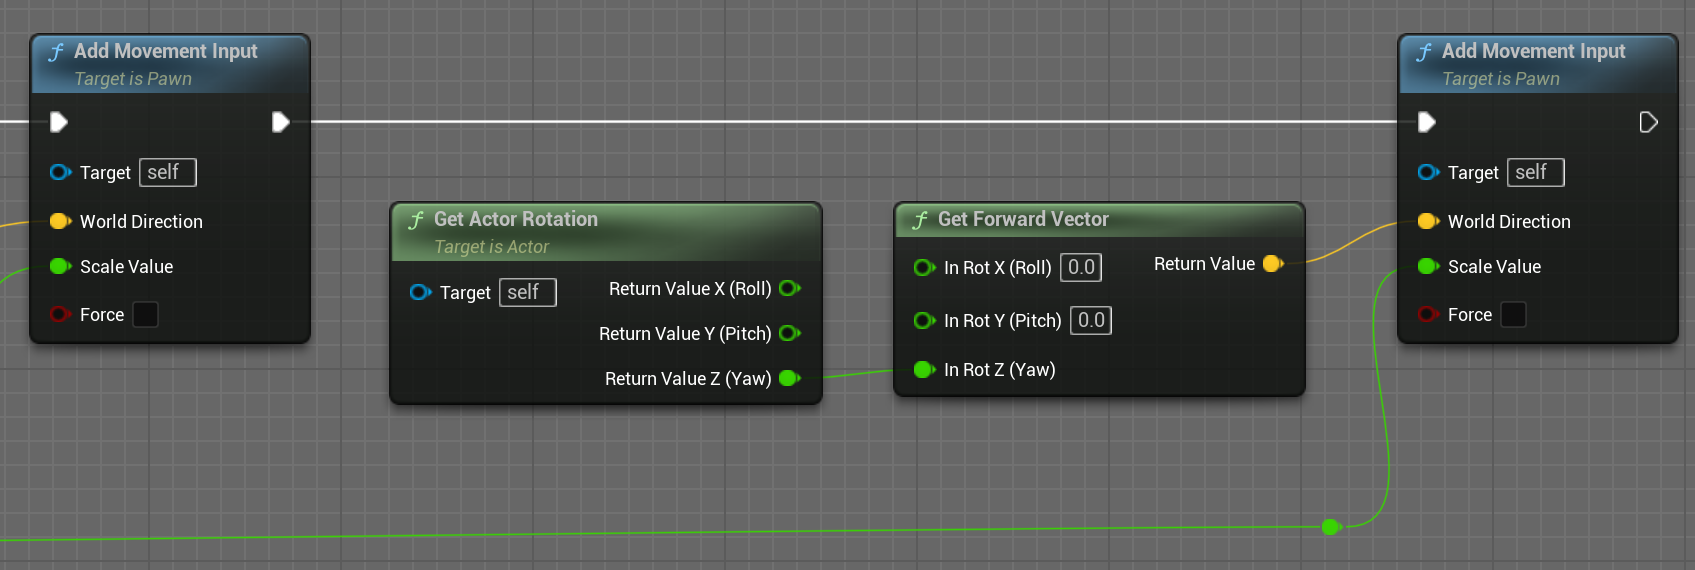 Add Movement Input
Target is Pawn
Target self
World Direction
Scale Value
Force
Get Actor Rotation
Target is Actor
Target self
Return Value X (Roll)
Return Value Y (Pitch)
Return Value Z (Yaw)
Get Forward Vector
In Rot X (Roll) 0.0
Return Value
In Rot Y (Pitch) 0.0
In Rot Z (Yaw)
Add Movement Input
Target is Pawn
Target self
World Direction
Scale Value
Force